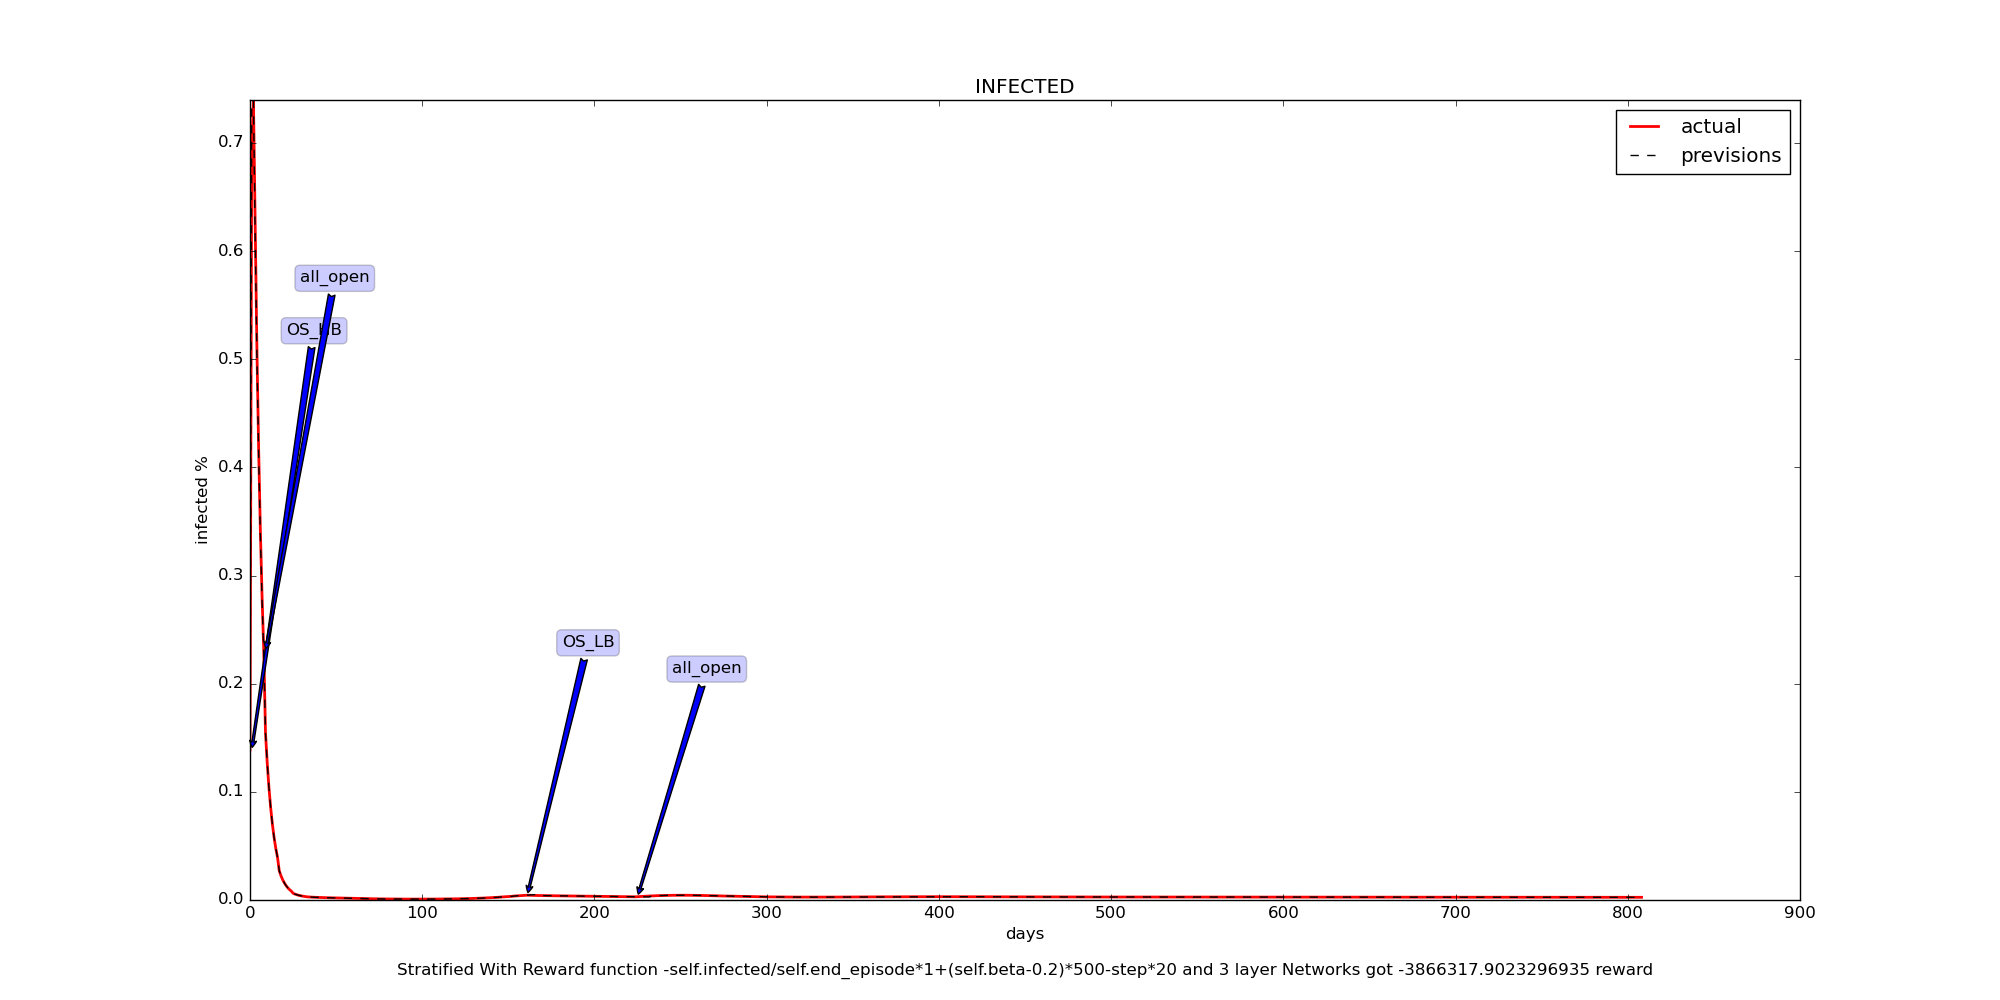 INFECTED
actual
previsions
0.7
0.6
0.5
0.4
0.3
0.2
0.1
0.0
infected %
all_open
OS_LB
all_open
0
100
200
300
400
500
600
700
800
900
days
Stratified With Reward function -self.infected/self.end_episode*1+(self.beta-0.2)*500-step*20 and 3 layer Networks got -3866317.9023296935 reward